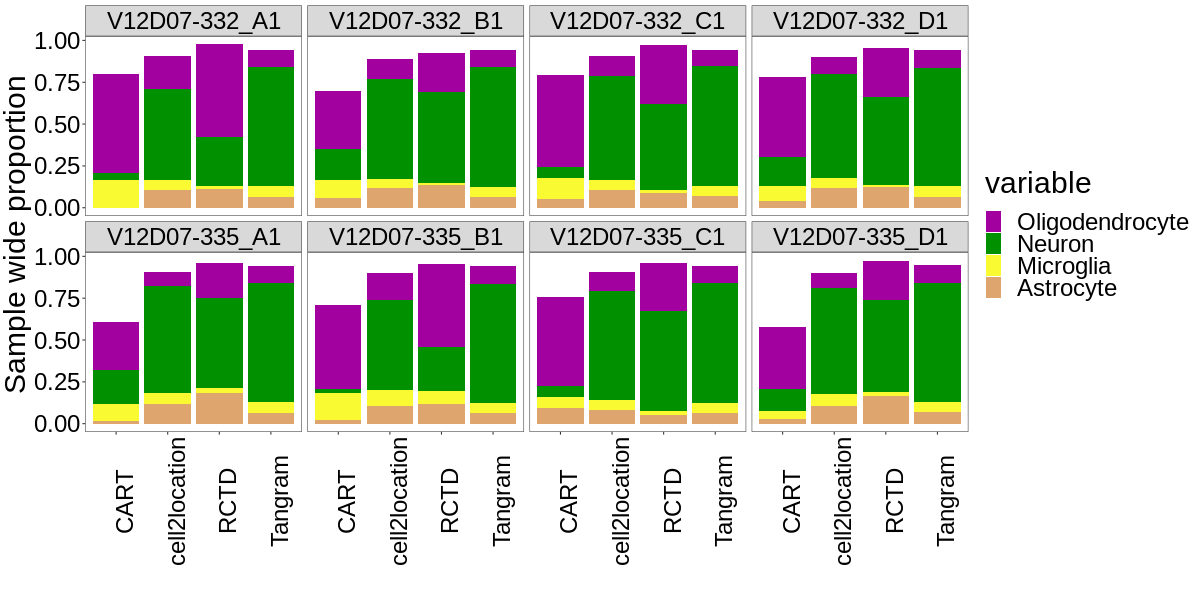 V12D07-332_A1 V12D07-332_B1 V12D07-332_C1 V12D07-332_D1
1.00
0.75
0.50
0.25
0.00
V12D07-335_A1 V12D07-335_B1 V12D07-335_C1 V12D07-335_D1
1.00
0.75
0.50
0.25
0.00
Sample wide proportion
CART cell2location RCTD Tangram CART cell2location RCTD Tangram CART cell2location RCTD Tangram CART cell2location RCTD Tangram
variable
Oligodendrocyte
Neuron
Microglia
Astrocyte